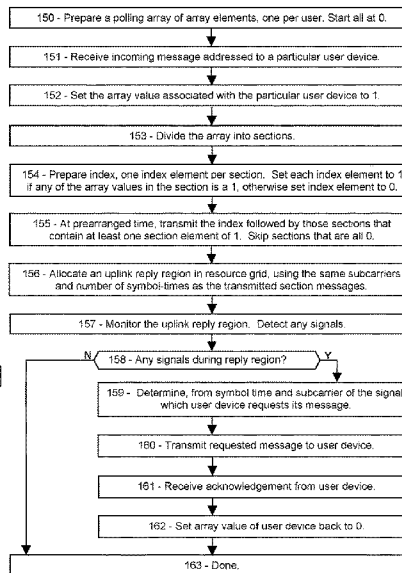 150 - Prepare a polling array of array elements, one per user. Start all at 0.
151 - Receive incoming message addressed to a particular user device.
152 - Set the array value associated with the particular user device to 1.
153 - Divide the array into sections.
154 - Prepare index, one index element per section. Set each index element to 1
if any of the array values in the section is a 1, otherwise set index element to 0.
155 - At prearranged time, transmit the index followed by those sections that
contain at least one section element of 1. Skip sections that are all 0.
156 - Allocate an uplink reply region in resource grid, using the same subcarriers
and number of symbol-times as the transmitted section messages.
157 - Monitor the uplink reply region. Detect any signals.
N
158 - Any signals during reply region?
Y
159 - Determine, from symbol time and subcarrier of the signal,
which user device requests its message.
160 - Transmit requested message to user device.
161 - Receive acknowledgement from user device.
162 - Set array value of user device back to 0.
163 - Done.